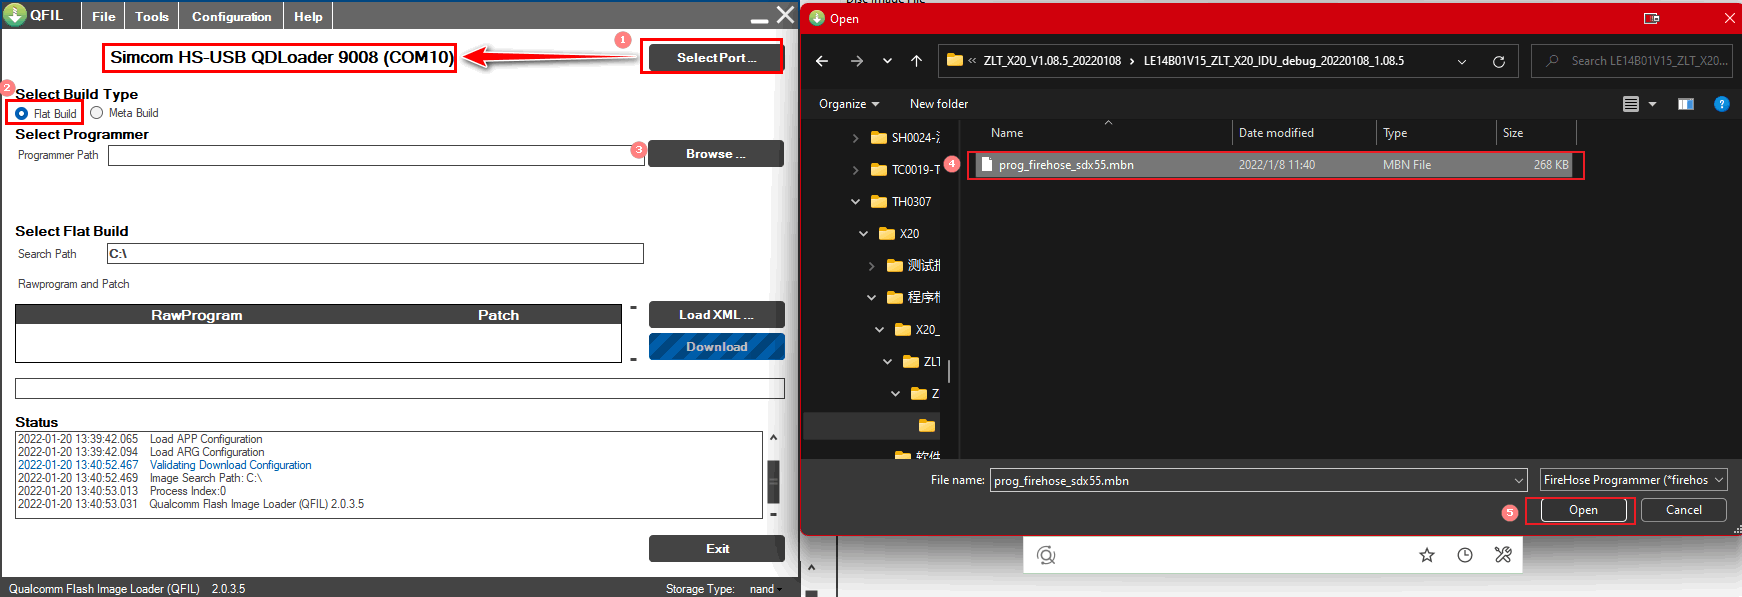 QFIL
File
Tools
Configuration
Help
Simcom HS-USB QDLoader 9008 (COM10)
1
Select Port ...
Select Build Type
2
Flat Build
Meta Build
Select Programmer
Programmer Path
3
Browse ...
Select Flat Build
Search Path
C:\
Rawprogram and Patch
RawProgram
Patch
Load XML ...
Download
Status
2022-01-20 13:39:42.065 Load APP Configuration
2022-01-20 13:39:42.094 Load ARG Configuration
2022-01-20 13:40:52.467 Validating Download Configuration
2022-01-20 13:40:52.469 Image Search Path: C:\
2022-01-20 13:40:53.013 Process Index:0
2022-01-20 13:40:53.031 Qualcomm Flash Image Loader (QFIL) 2.0.3.5
Exit
Qualcomm Flash Image Loader (QFIL) 2.0.3.5
Storage Type: nand
Open
« ZLT_X20_V1.08.5_20220108 › LE14B01V15_ZLT_X20_IDU_debug_20220108_1.08.5
Search LE14B01V15_ZLT_X20...
Organize
New folder
SH0024-
TC0019-T
TH0307
X20
测试
程序
X20_
ZLT
Z
软件
Name
Date modified
Type
Size
4
prog_firehose_sdx55.mbn
2022/1/8 11:40
MBN File
268 KB
File name:
prog_firehose_sdx55.mbn
FireHose Programmer (*firehos
5
Open
Cancel